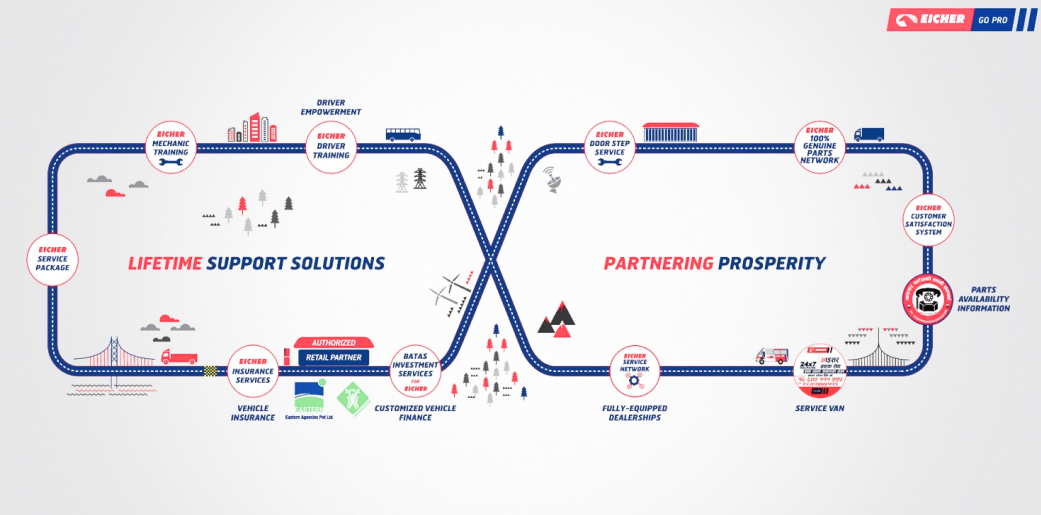 EICHER GO PRO
DRIVER
EMPOWERMENT
EICHER
MECHANIC
TRAINING
EICHER
DRIVER
TRAINING
EICHER
DOOR STEP
SERVICE
EICHER
100%
GENUINE
PARTS
NETWORK
EICHER
CUSTOMER
SATISFACTION
SYSTEM
EICHER
SERVICE
PACKAGE
LIFETIME SUPPORT SOLUTIONS
PARTNERING PROSPERITY
PARTS
AVAILABILITY
INFORMATION
AUTHORIZED
RETAIL PARTNER
EICHER
INSURANCE
SERVICES
VEHICLE
INSURANCE
EASTERN
Eastern Agencies Pvt Ltd
BATAS
INVESTMENT
SERVICES
FOR
EICHER
CUSTOMIZED VEHICLE
FINANCE
EICHER
SERVICE
NETWORK
FULLY-EQUIPPED
DEALERSHIPS
24x7
SERVICE VAN